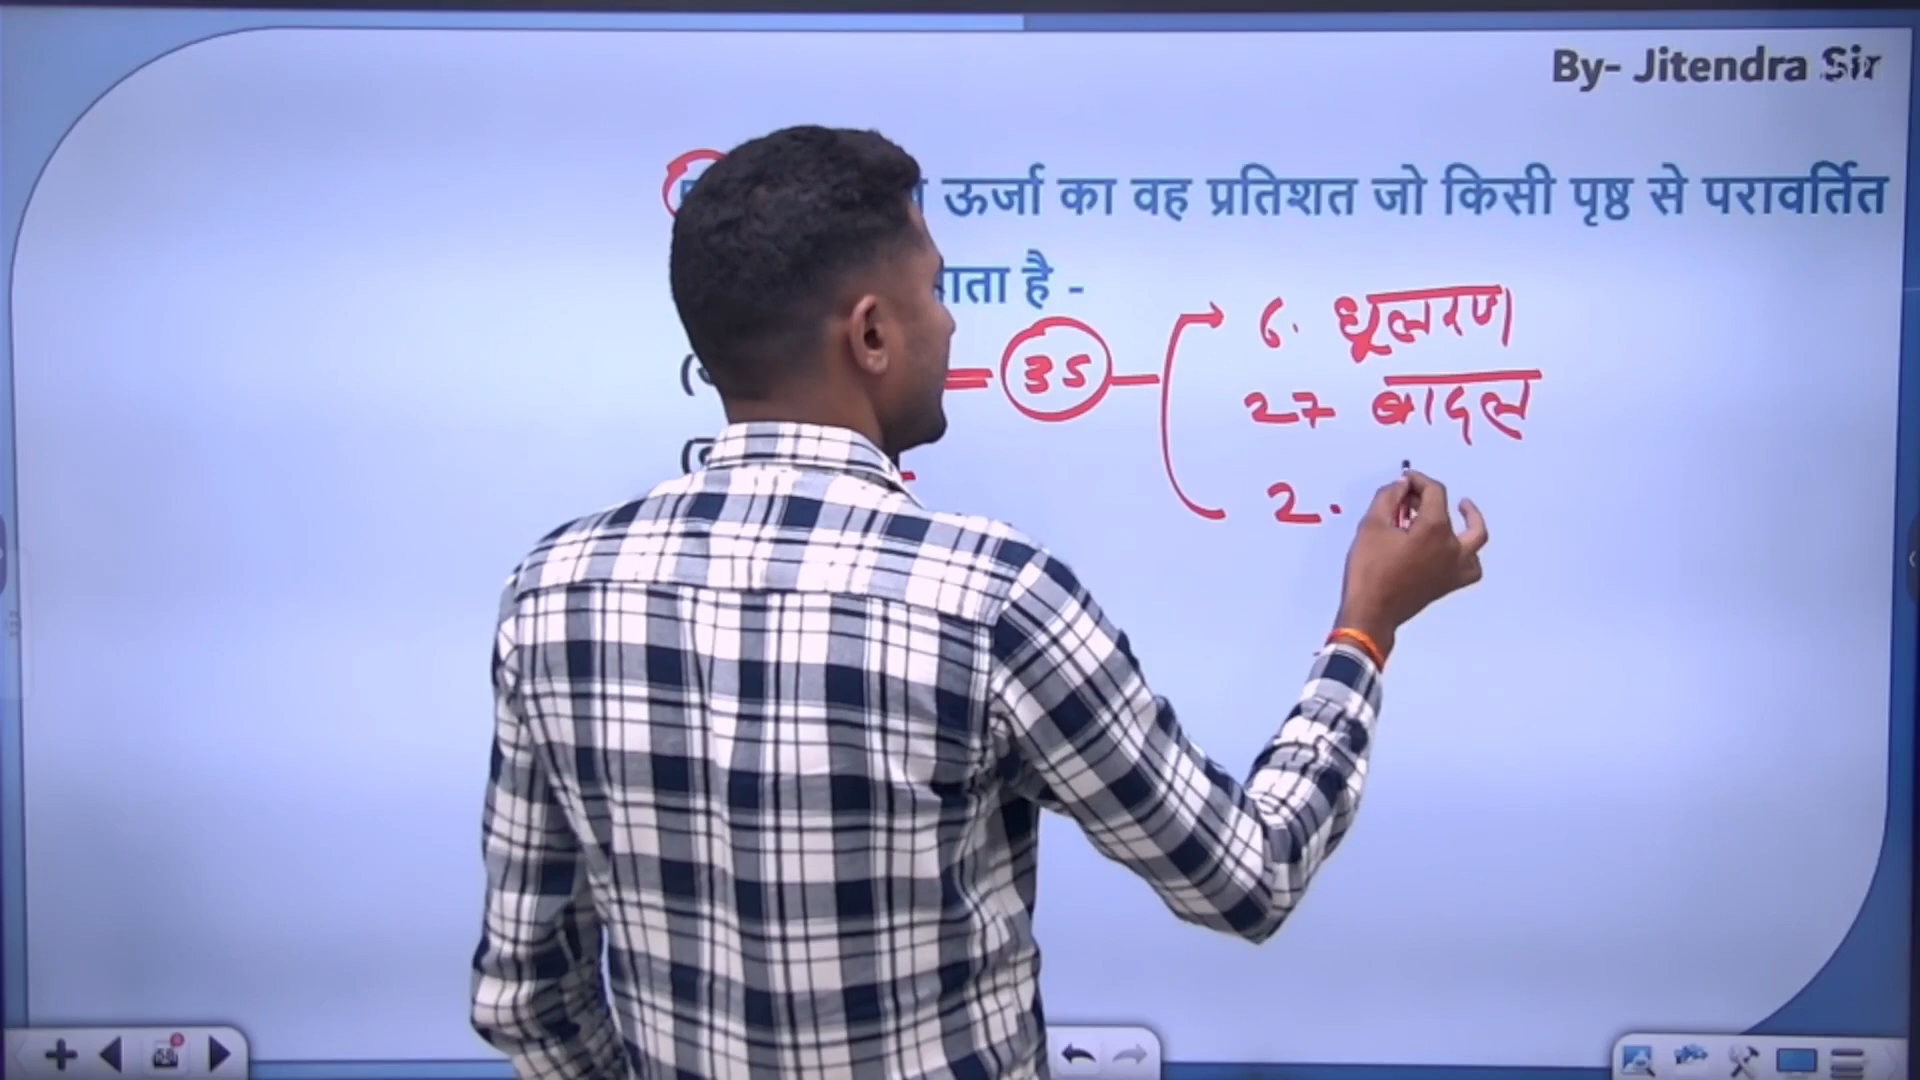 By- Jitendra Sir
ऊर्जा का वह प्रतिशत जो किसी पृष्ठ से परावर्तित
है -
6. धूलकण
= 35 -
27 बादल
2.